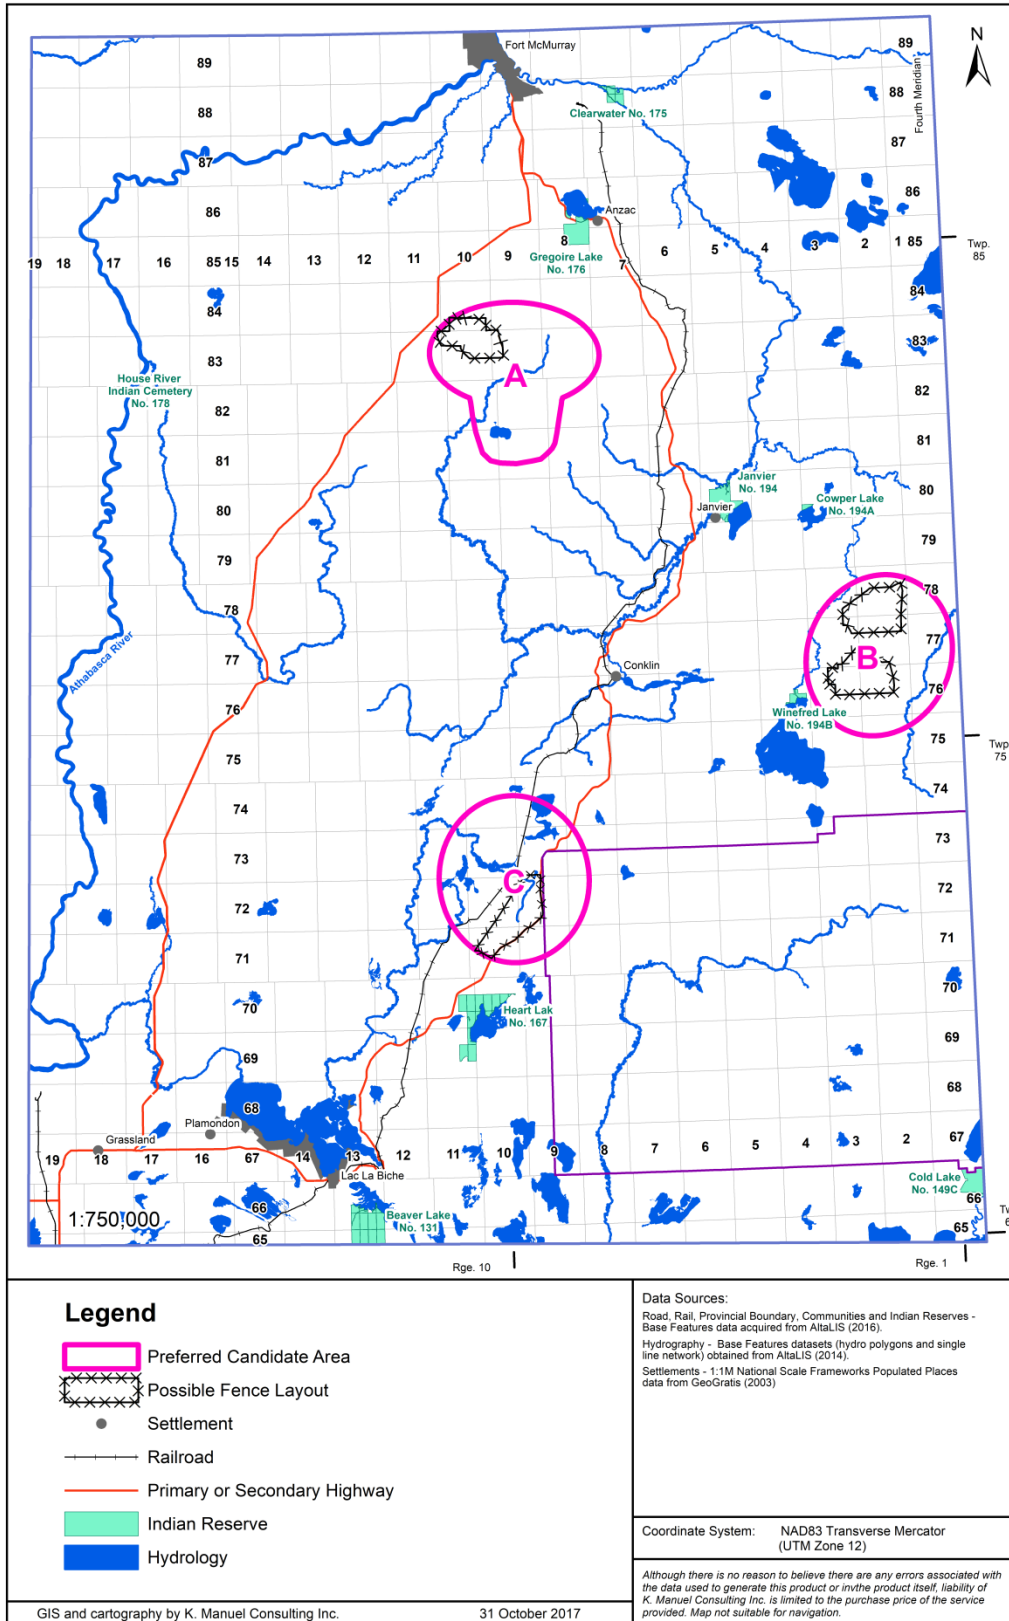 Fort McMurray
N
Fourth Meridian
89
89
88
88
Clearwater No. 175
87
87
86
86
Anzac
19 18 17 16 85 15 14 13 12 11 10 9 8 7 6 5 4 3 2 1 85
Twp.
85
Gregoire Lake
No. 176
84
84
83
83
A
House River
Indian Cemetery
No. 178
82
82
81
81
80
80
Janvier
No. 194
Janvier
Cowper Lake
No. 194A
79
79
78
78
77
77
Athabasca River
Conklin
B
76
76
Winefred Lake
No. 194B
75
75
Twp.
75
74
74
73
73
C
72
72
71
71
70
70
Heart Lak
No. 167
69
69
68
68
Plamondon
Grassland
19 18 17 16 67 14 13 12 11 10 9 8 7 6 5 4 3 2 67
Lac La Biche
Cold Lake
No. 149C
66
66
1:750,000
Beaver Lake
No. 131
65
65
Tw
6
Rge. 10
Rge. 1
Legend
Preferred Candidate Area
Possible Fence Layout
Settlement
Railroad
Primary or Secondary Highway
Indian Reserve
Hydrology
GIS and cartography by K. Manuel Consulting Inc. 31 October 2017
Data Sources:
Road, Rail, Provincial Boundary, Communities and Indian Reserves -
Base Features data acquired from AltaLIS (2016).
Hydrography - Base Features datasets (hydro polygons and single
line network) obtained from AltaLIS (2014).
Settlements - 1:1M National Scale Frameworks Populated Places
data from GeoGratis (2003)
Coordinate System: NAD83 Transverse Mercator
(UTM Zone 12)
Although there is no reason to believe there are any errors associated with
the data used to generate this product or invthe product itself, liability of
K. Manuel Consulting Inc. is limited to the purchase price of the service
provided. Map not suitable for navigation.